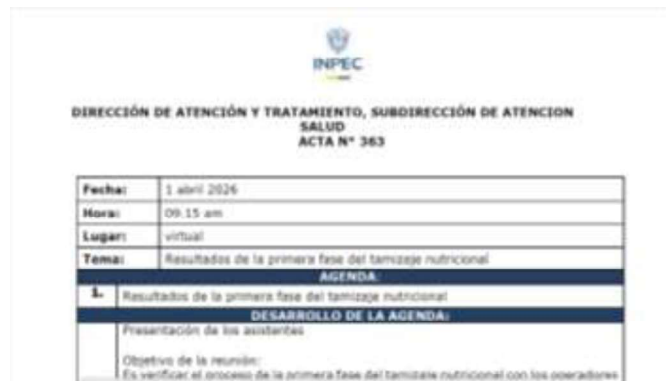 INPEC
DIRECCIÓN DE ATENCIÓN Y TRATAMIENTO, SUBDIRECCIÓN DE ATENCION
SALUD
ACTA N° 363
Fecha: 1 abril 2026
Hora: 09.15 am
Lugar: virtual
Tema: Resultados de la primera fase del tamizaje nutricional
AGENDA:
1. Resultados de la primera fase del tamizaje nutricional
DESARROLLO DE LA AGENDA:
Presentación de los asistentes
Objetivo de la reunión:
Es verificar el proceso de la primera fase del tamizaje nutricional con los operadores